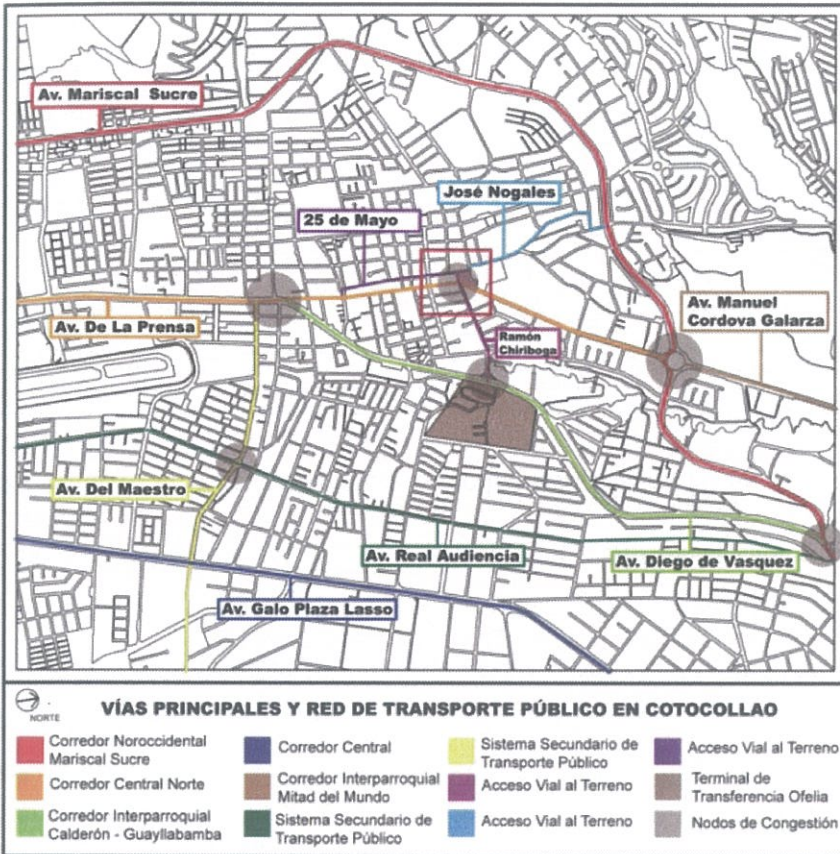 Av. Mariscal Sucre
José Nogales
25 de Mayo
Av. Manuel
Cordova Galarza
Av. De La Prensa
Ramón
Chiriboga
Av. Del Maestro
Av. Real Audiencia
Av. Diego de Vasquez
Av. Galo Plaza Lasso
NORTE
VÍAS PRINCIPALES Y RED DE TRANSPORTE PÚBLICO EN COTOCOLLAO
Corredor Noroccidental
Mariscal Sucre
Corredor Central Norte
Corredor Interparroquial
Calderón - Guayllabamba
Corredor Central
Corredor Interparroquial
Mitad del Mundo
Sistema Secundario de
Transporte Público
Sistema Secundario de
Transporte Público
Acceso Vial al Terreno
Acceso Vial al Terreno
Acceso Vial al Terreno
Terminal de
Transferencia Ofelia
Nodos de Congestión